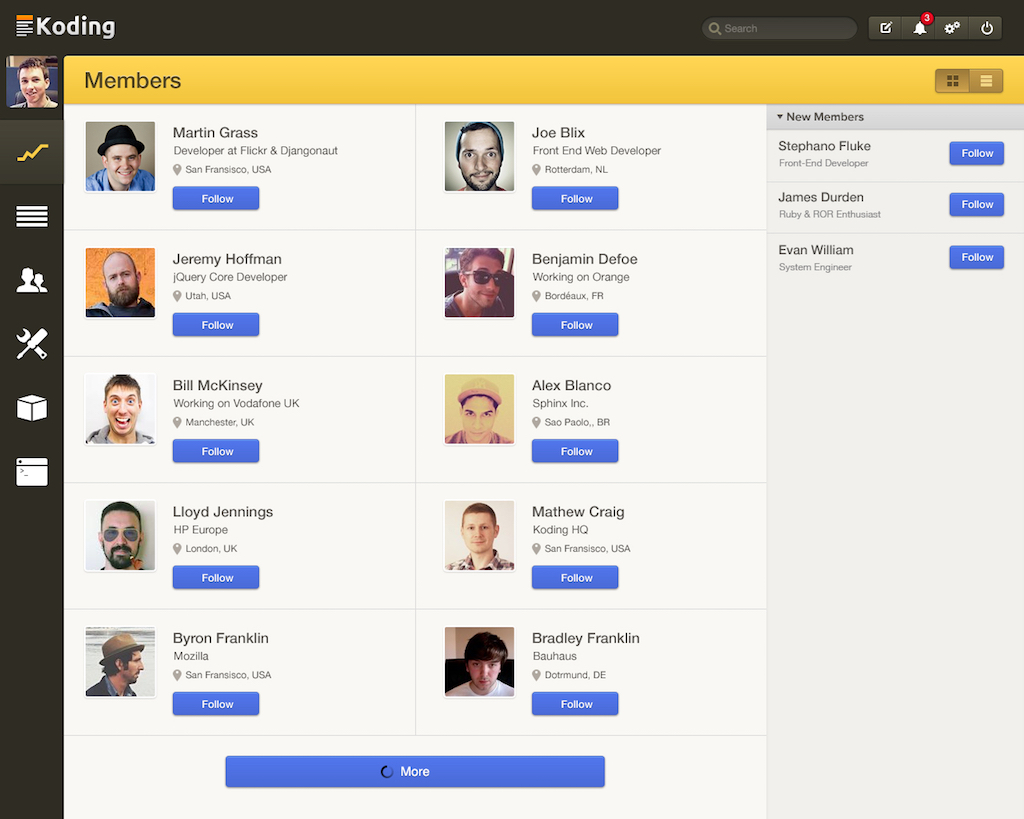 Koding
Search
3
Members
Martin Grass
Developer at Flickr & Djangonaut
San Fransisco, USA
Follow
Joe Blix
Front End Web Developer
Rotterdam, NL
Follow
Jeremy Hoffman
jQuery Core Developer
Utah, USA
Follow
Benjamin Defoe
Working on Orange
Bordéaux, FR
Follow
Bill McKinsey
Working on Vodafone UK
Manchester, UK
Follow
Alex Blanco
Sphinx Inc.
Sao Paolo,, BR
Follow
Lloyd Jennings
HP Europe
London, UK
Follow
Mathew Craig
Koding HQ
San Fransisco, USA
Follow
Byron Franklin
Mozilla
San Fransisco, USA
Follow
Bradley Franklin
Bauhaus
Dotrmund, DE
Follow
More
New Members
Stephano Fluke
Front-End Developer
Follow
James Durden
Ruby & ROR Enthusiast
Follow
Evan William
System Engineer
Follow